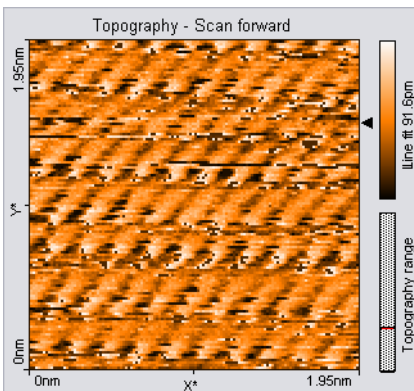 Topography - Scan forward
1.95nm
Y*
0nm
0nm
X*
1.95nm
Line fit 91.6pm
Topography range